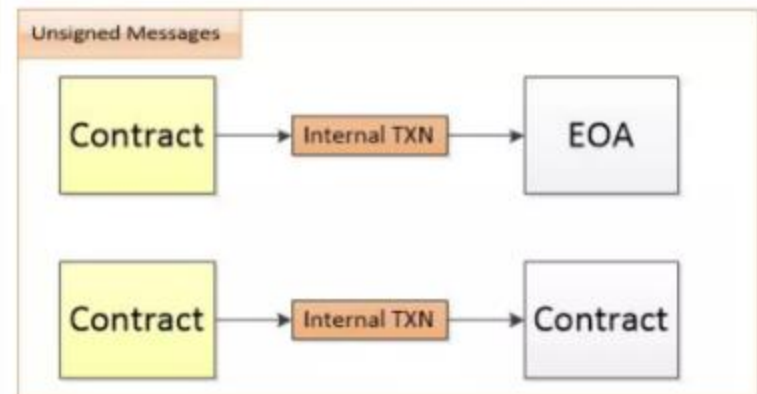 Unsigned Messages
Contract Internal TXN EOA
Contract Internal TXN Contract